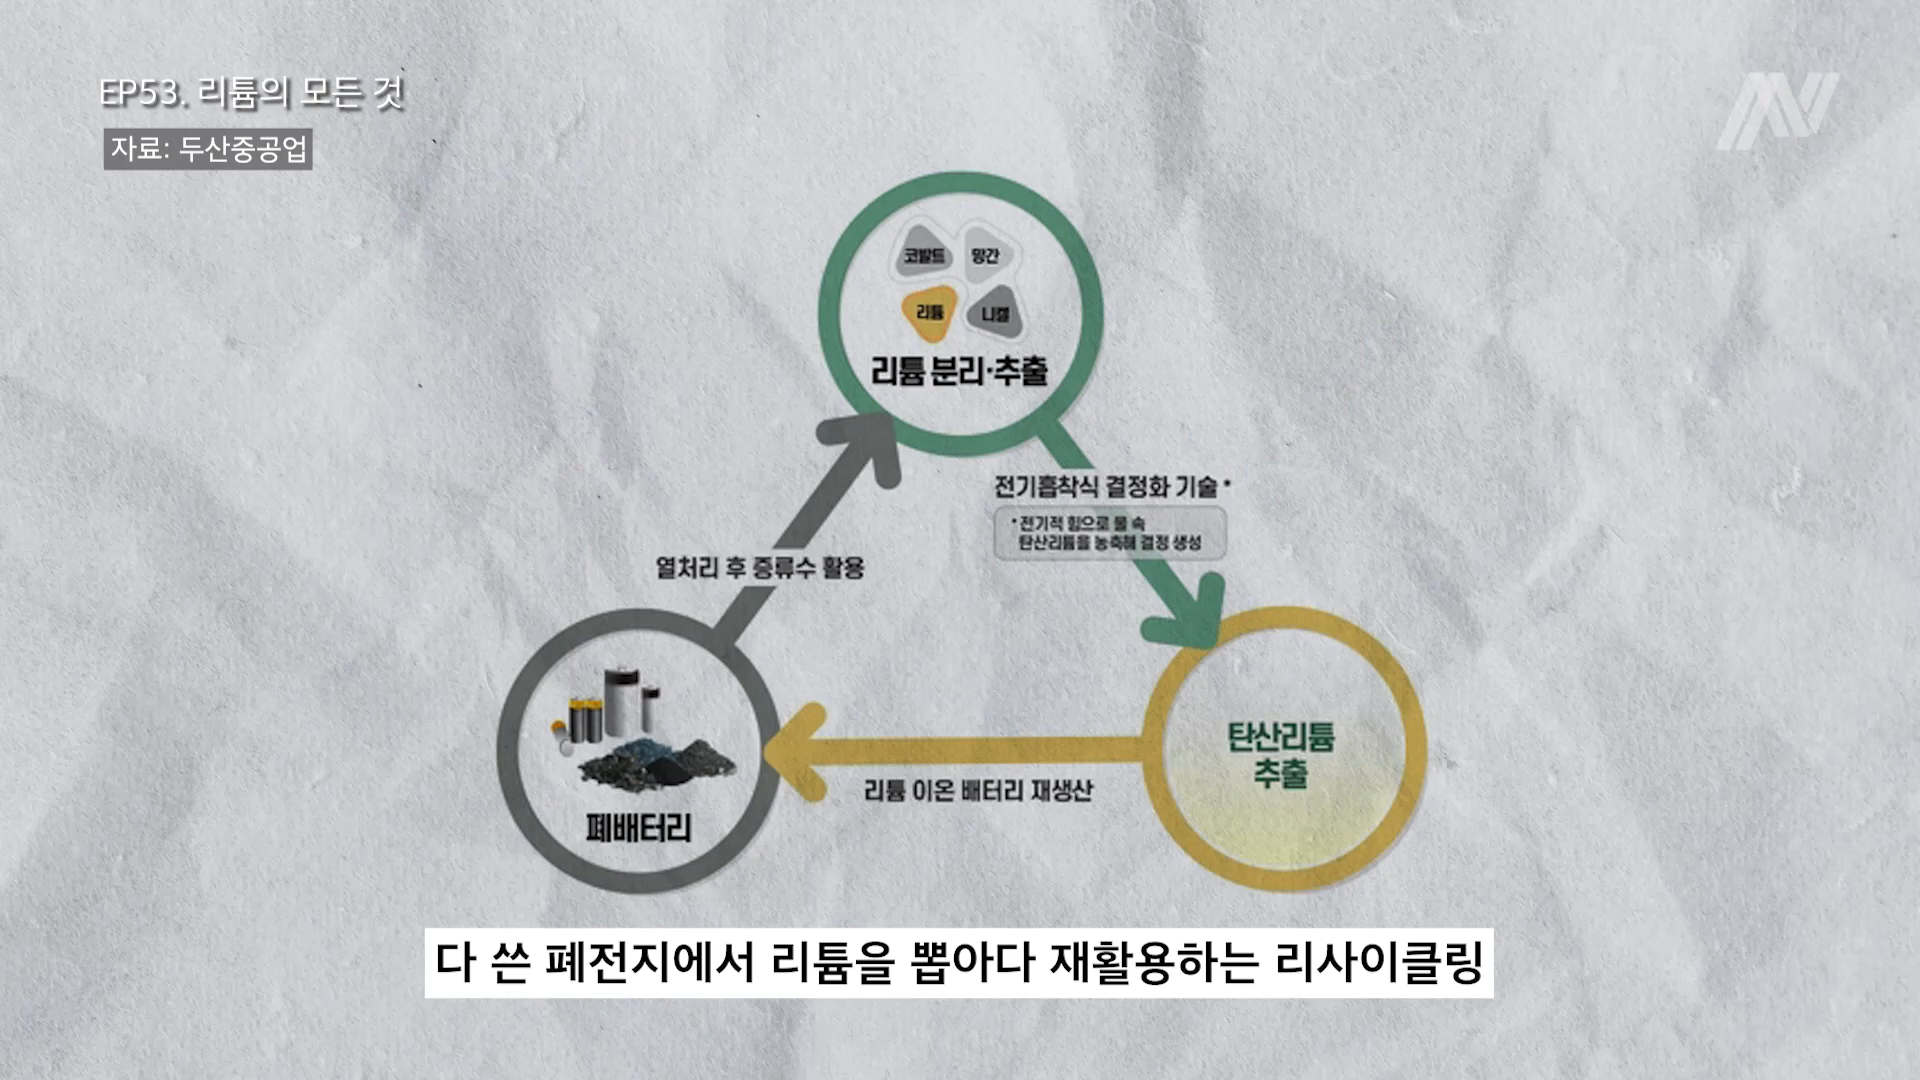 EP53. 리튬의 모든 것
자료: 두산중공업
코발트
망간
리튬
니켈
리튬 분리·추출
전기흡착식 결정화 기술 *
* 전기적 힘으로 물 속
탄산리튬을 농축해 결정 생성
열처리 후 증류수 활용
탄산리튬
추출
리튬 이온 배터리 재생산
폐배터리
다 쓴 폐전지에서 리튬을 뽑아다 재활용하는 리사이클링